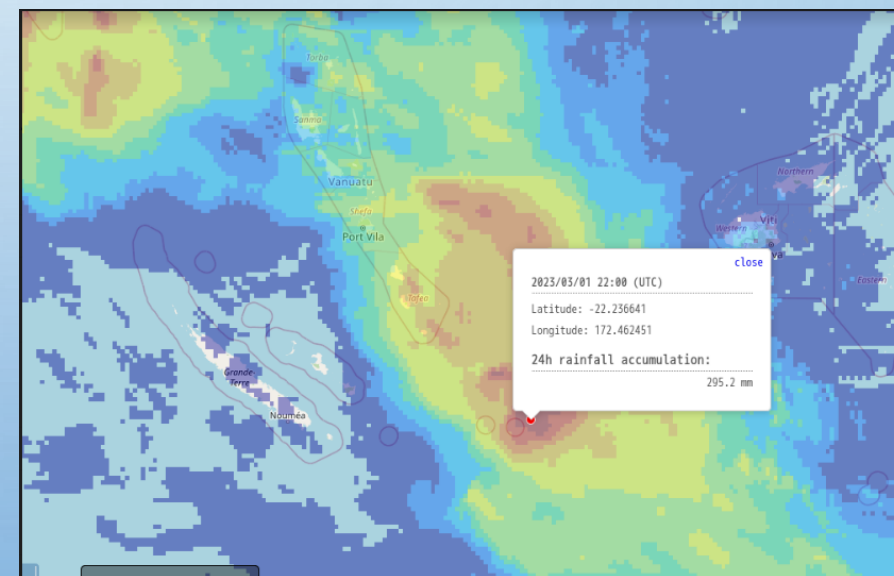 Torba
Sanma
Vanuatu
Shefa
Port Vila
Tafea
Northern
Viti
Western
va
Eastern
close
2023/03/01 22:00 (UTC)
Latitude: -22.236641
Longitude: 172.462451
24h rainfall accumulation:
295.2 mm
Grande-
Terre
Nouméa